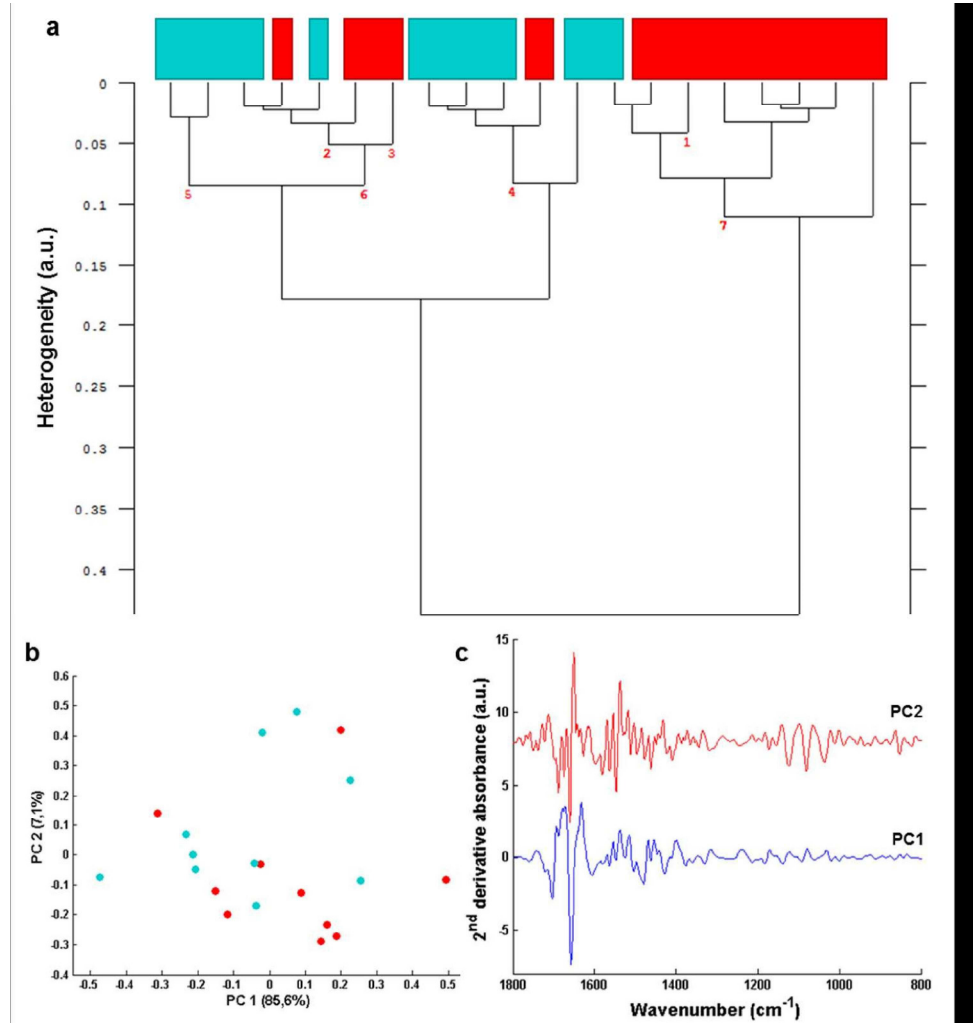 a
0
0.05
0.1
0.15
0.2
0.25
0.3
0.35
0.4
Heterogeneity (a.u.)
2
3
1
5
6
4
7
b
0.6
0.5
0.4
0.3
0.2
0.1
0
-0.1
-0.2
-0.3
-0.4
PC 2 (7,1%)
-0.5 -0.4 -0.3 -0.2 -0.1 0 0.1 0.2 0.3 0.4 0.5
PC 1 (85,6%)
c
15
10
5
0
-5
2nd derivative absorbance (a.u.)
PC2
PC1
1800 1600 1400 1200 1000 800
Wavenumber (cm-1)